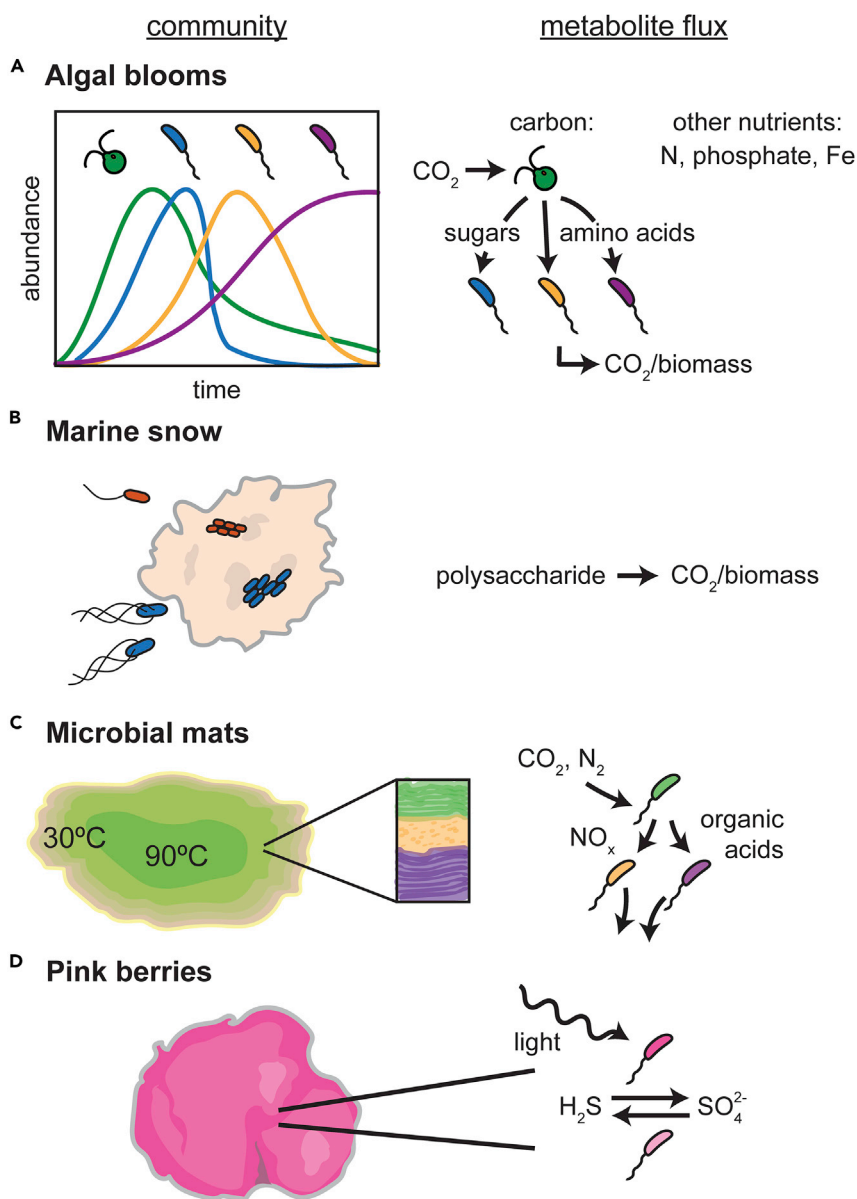 community
metabolite flux
A
Algal blooms
abundance
time
carbon:
other nutrients:
N, phosphate, Fe
CO₂
sugars
amino acids
CO₂/biomass
B
Marine snow
polysaccharide
CO₂/biomass
C
Microbial mats
30ºC
90ºC
CO₂, N₂
NOₓ
organic
acids
D
Pink berries
light
H₂S
SO₄²⁻